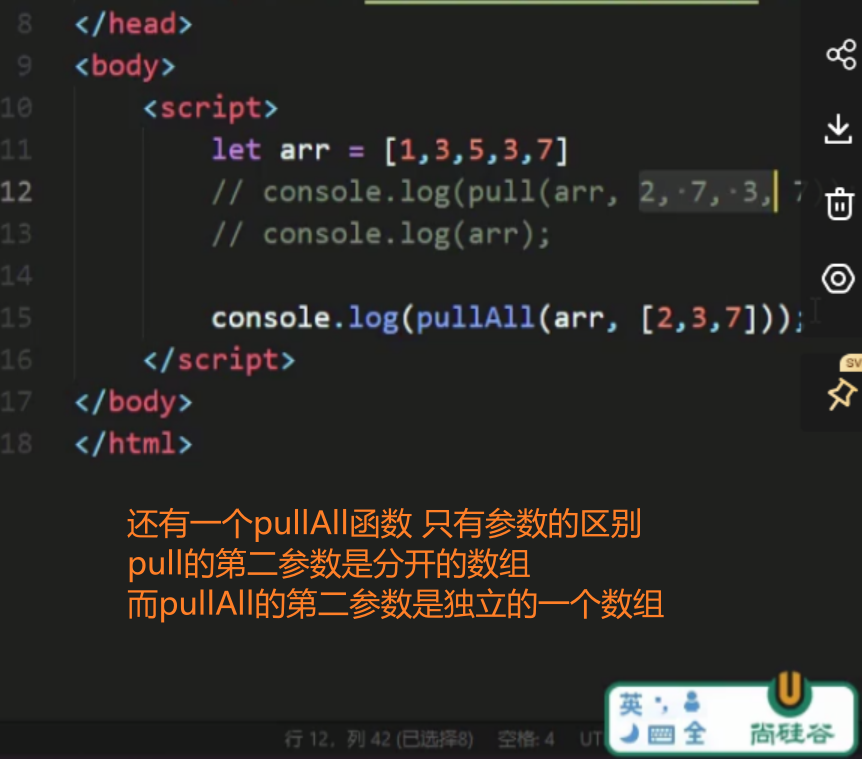 8 </head>
9 <body>
10 <script>
11 let arr = [1,3,5,3,7]
12 // console.log(pull(arr, 2, 7, 3, 7)
13 // console.log(arr);
14
15 console.log(pullAll(arr, [2,3,7]));
16 </script>
17 </body>
18 </html>
SV
还有一个pullAll函数 只有参数的区别
pull的第二参数是分开的数组
而pullAll的第二参数是独立的一个数组
英
全
尚硅谷
行 12，列 42 (已选择8) 空格: 4 UT